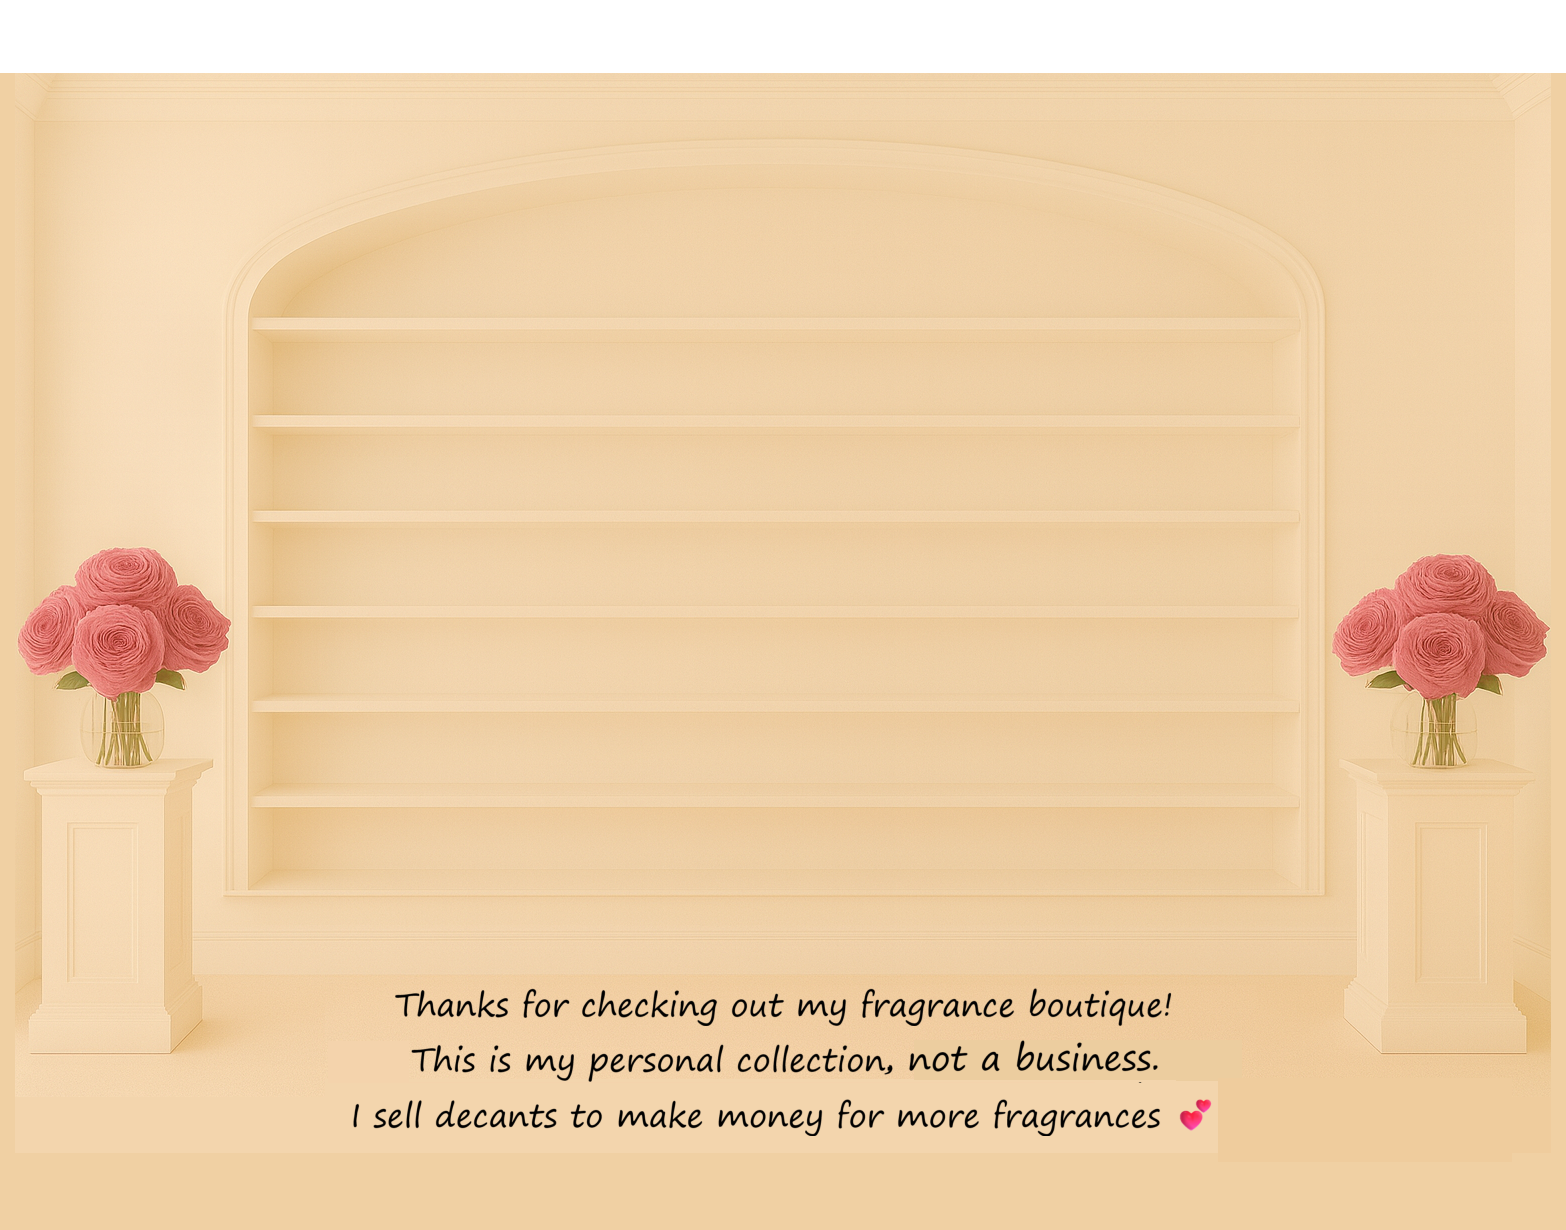 Thanks for checking out my fragrance boutique!
This is my personal collection, not a business.
I sell decants to make money for more fragrances 💕